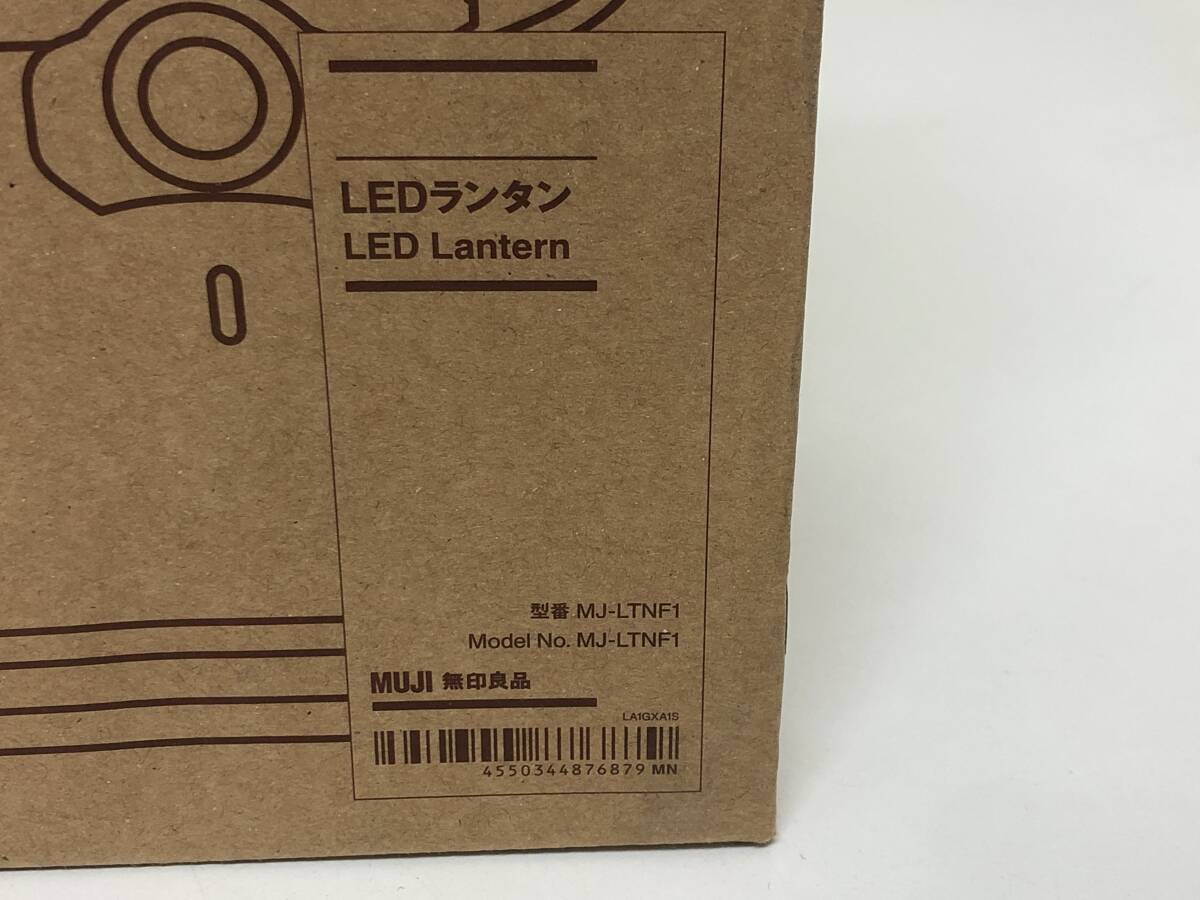 LEDランタン
LED Lantern
型番 MJ-LTNF1
Model No. MJ-LTNF1
MUJI 無印良品
LA1GXA1S
4550344876879 MN